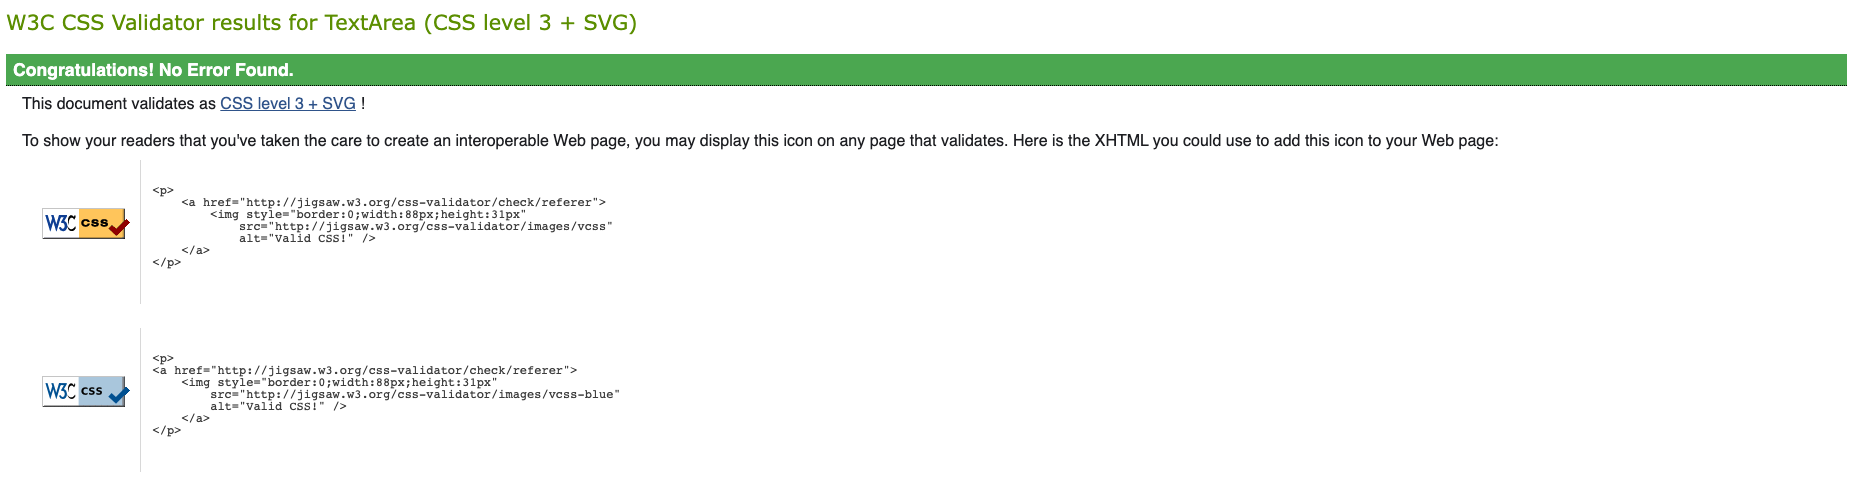 W3C CSS Validator results for TextArea (CSS level 3 + SVG)
Congratulations! No Error Found.
This document validates as CSS level 3 + SVG !
To show your readers that you've taken the care to create an interoperable Web page, you may display this icon on any page that validates. Here is the XHTML you could use to add this icon to your Web page:
W3C css
<p>
    <a href="http://jigsaw.w3.org/css-validator/check/referer">
        <img style="border:0;width:88px;height:31px"
            src="http://jigsaw.w3.org/css-validator/images/vcss"
            alt="Valid CSS!" />
    </a>
</p>
W3C css
<p>
<a href="http://jigsaw.w3.org/css-validator/check/referer">
    <img style="border:0;width:88px;height:31px"
        src="http://jigsaw.w3.org/css-validator/images/vcss-blue"
        alt="Valid CSS!" />
    </a>
</p>